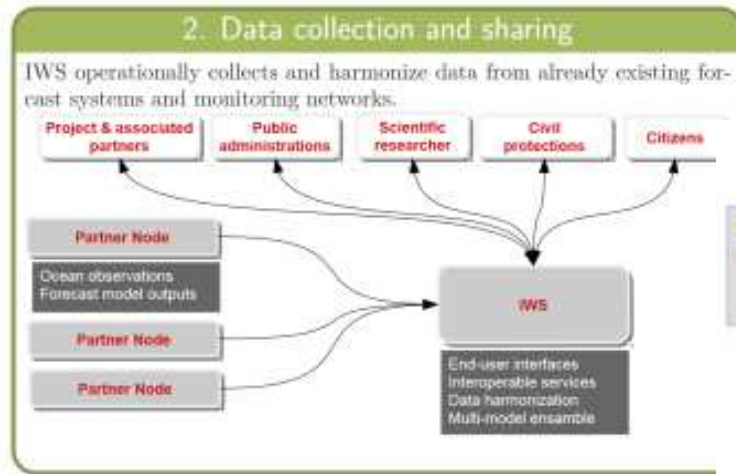 2. Data collection and sharing
IWS operationally collects and harmonize data from already existing for-
cast systems and monitoring networks.
Project & associated
partners
Public
administrations
Scientific
researcher
Civil
protections
Citizens
Partner Node
Ocean observations
Forecast model outputs
Partner Node
Partner Node
IWS
End-user interfaces
Interoperable services
Data harmonization
Multi-model ensamble